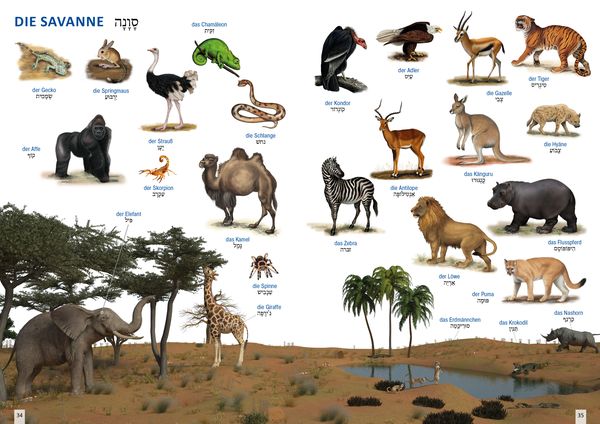 DIE SAVANNE סָוָנָה
das Chamäleon
זִקִּית
der Gecko
שְׂמָמִית
die Springmaus
יַרְבּוּעַ
der Strauß
יָעֵן
die Schlange
נחש
der Affe
קוֹף
der Skorpion
עַקְרָב
das Kamel
גָּמָל
der Elefant
פִּיל
die Spinne
עַכָּבִישׁ
die Giraffe
גִּ'ירָפָה
34
der Kondor
קוֹנְדּוֹר
der Adler
עַיִט
die Gazelle
צְבִי
der Tiger
טִיגְרִיס
die Antilope
אַנְטִילוֹפָּה
das Känguru
קֶנְגּוּרוּ
die Hyäne
צָבוֹעַ
das Zebra
זברה
der Löwe
אַרְיֵה
das Flusspferd
הִיפּוֹפּוֹטָם
der Puma
פּוּמָה
das Erdmännchen
סוּרִיקָטָה
das Krokodil
תַּנִּין
das Nashorn
קַרְנַף
35